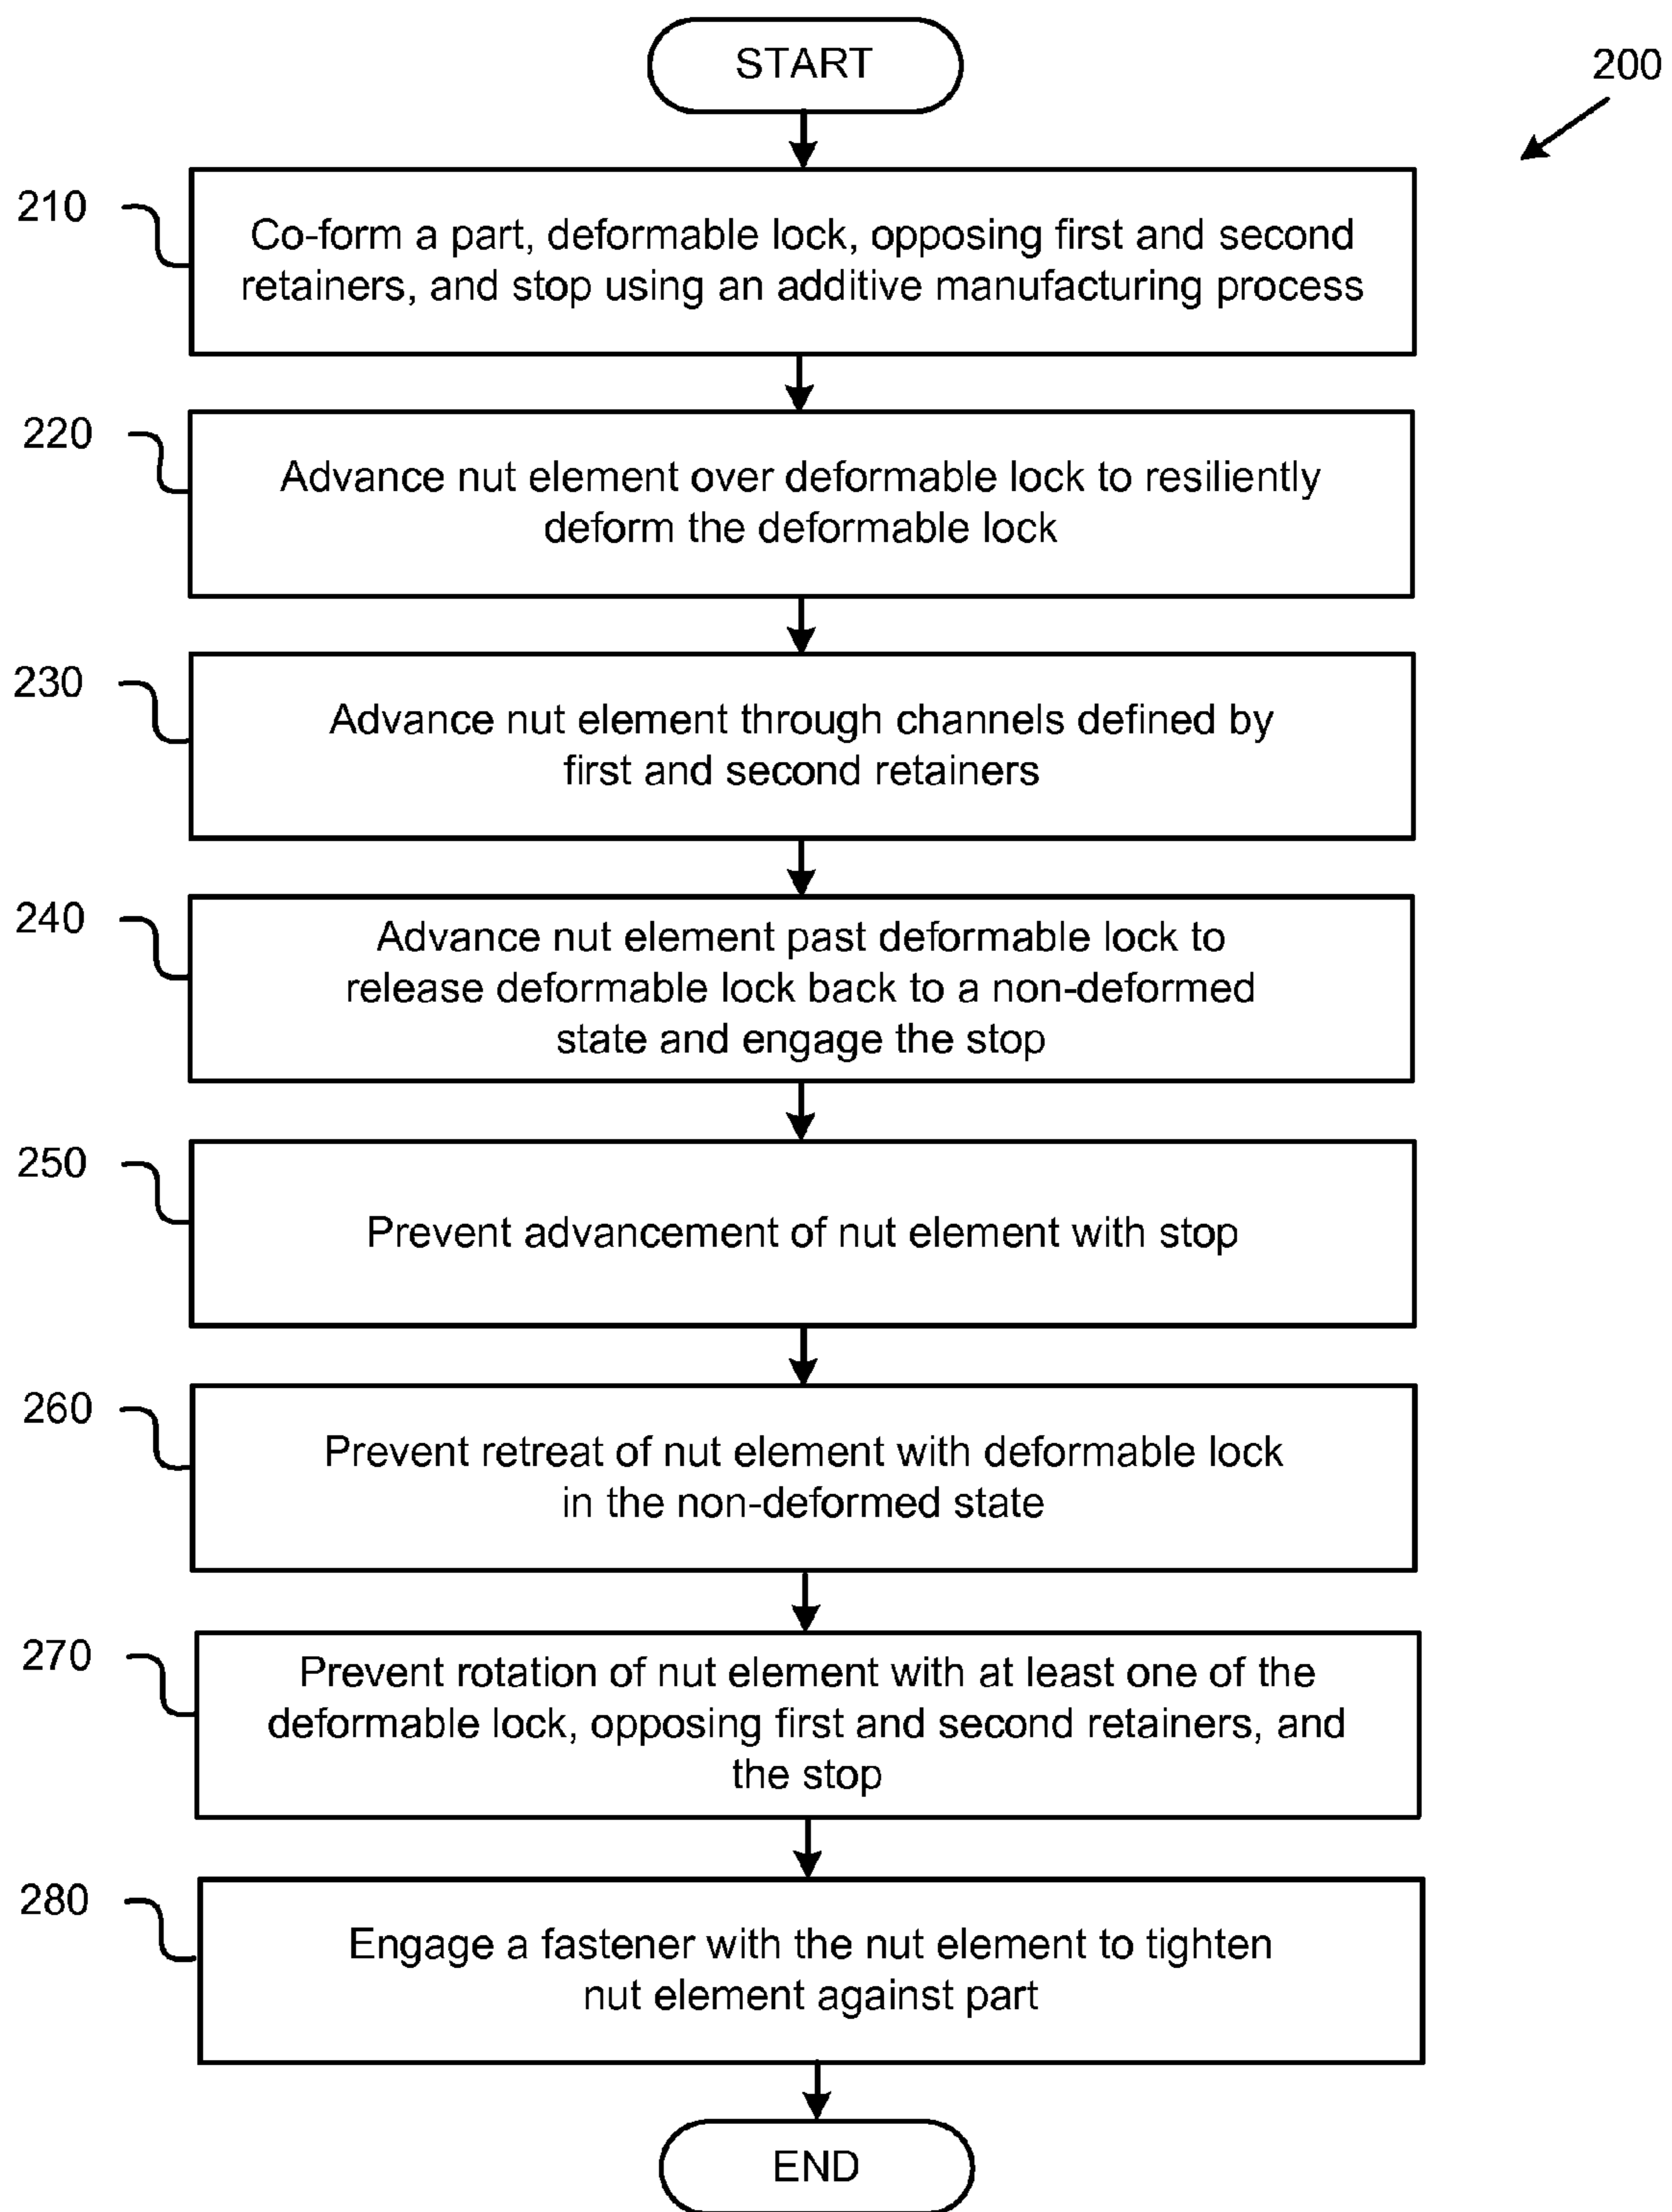 START
200
210
Co-form a part, deformable lock, opposing first and second
retainers, and stop using an additive manufacturing process
220
Advance nut element over deformable lock to resiliently
deform the deformable lock
230
Advance nut element through channels defined by
first and second retainers
240
Advance nut element past deformable lock to
release deformable lock back to a non-deformed
state and engage the stop
250
Prevent advancement of nut element with stop
260
Prevent retreat of nut element with deformable lock
in the non-deformed state
270
Prevent rotation of nut element with at least one of the
deformable lock, opposing first and second retainers, and
the stop
280
Engage a fastener with the nut element to tighten
nut element against part
END